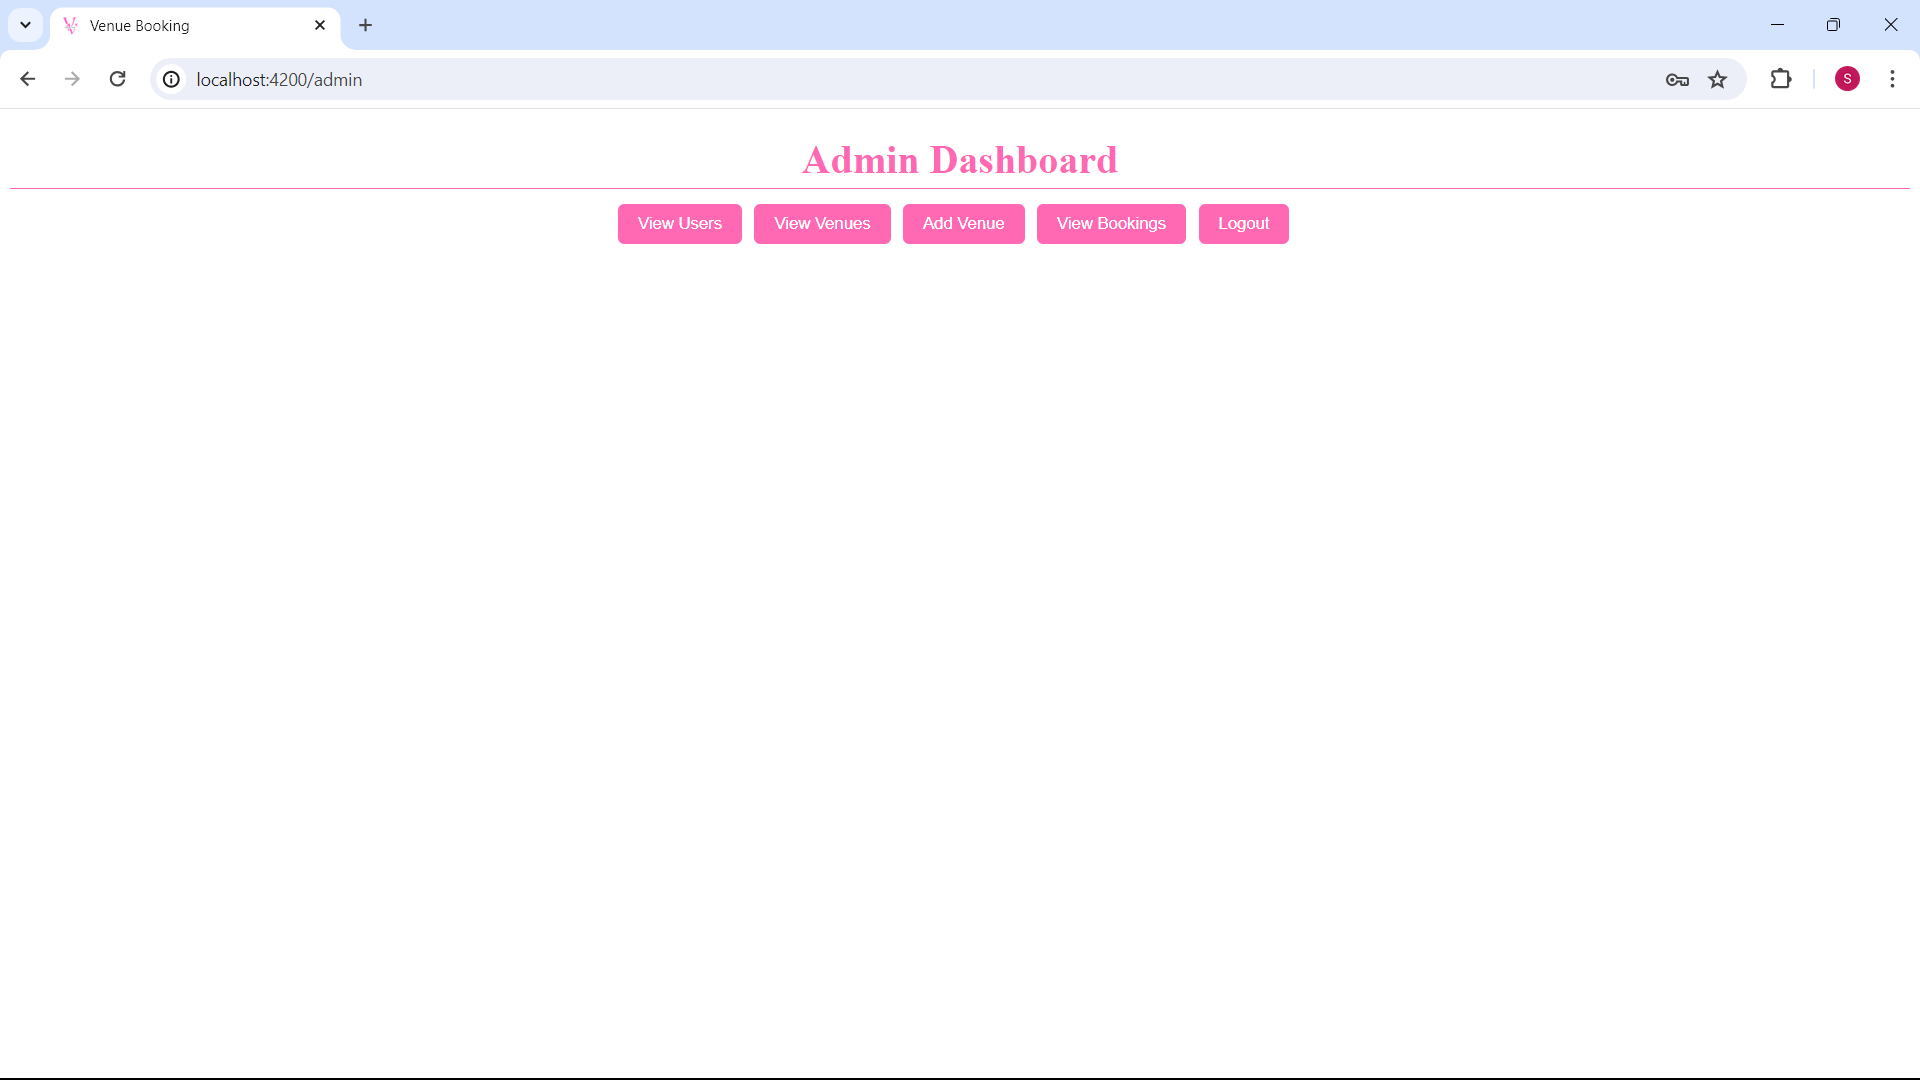 Venue Booking
localhost:4200/admin
S
Admin Dashboard
View Users View Venues Add Venue View Bookings Logout